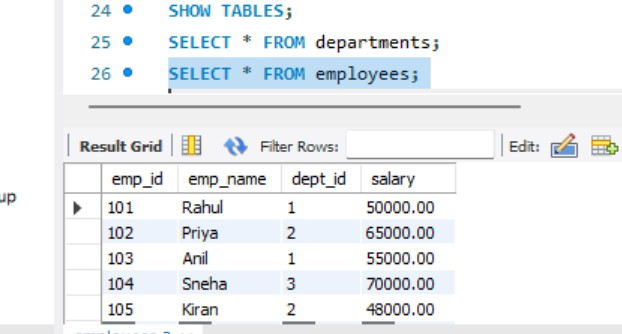 24 SHOW TABLES;
25 SELECT * FROM departments;
26 SELECT * FROM employees;
Result Grid Filter Rows: Edit:
emp_id emp_name dept_id salary
101 Rahul 1 50000.00
up
102 Priya 2 65000.00
103 Anil 1 55000.00
104 Sneha 3 70000.00
105 Kiran 2 48000.00